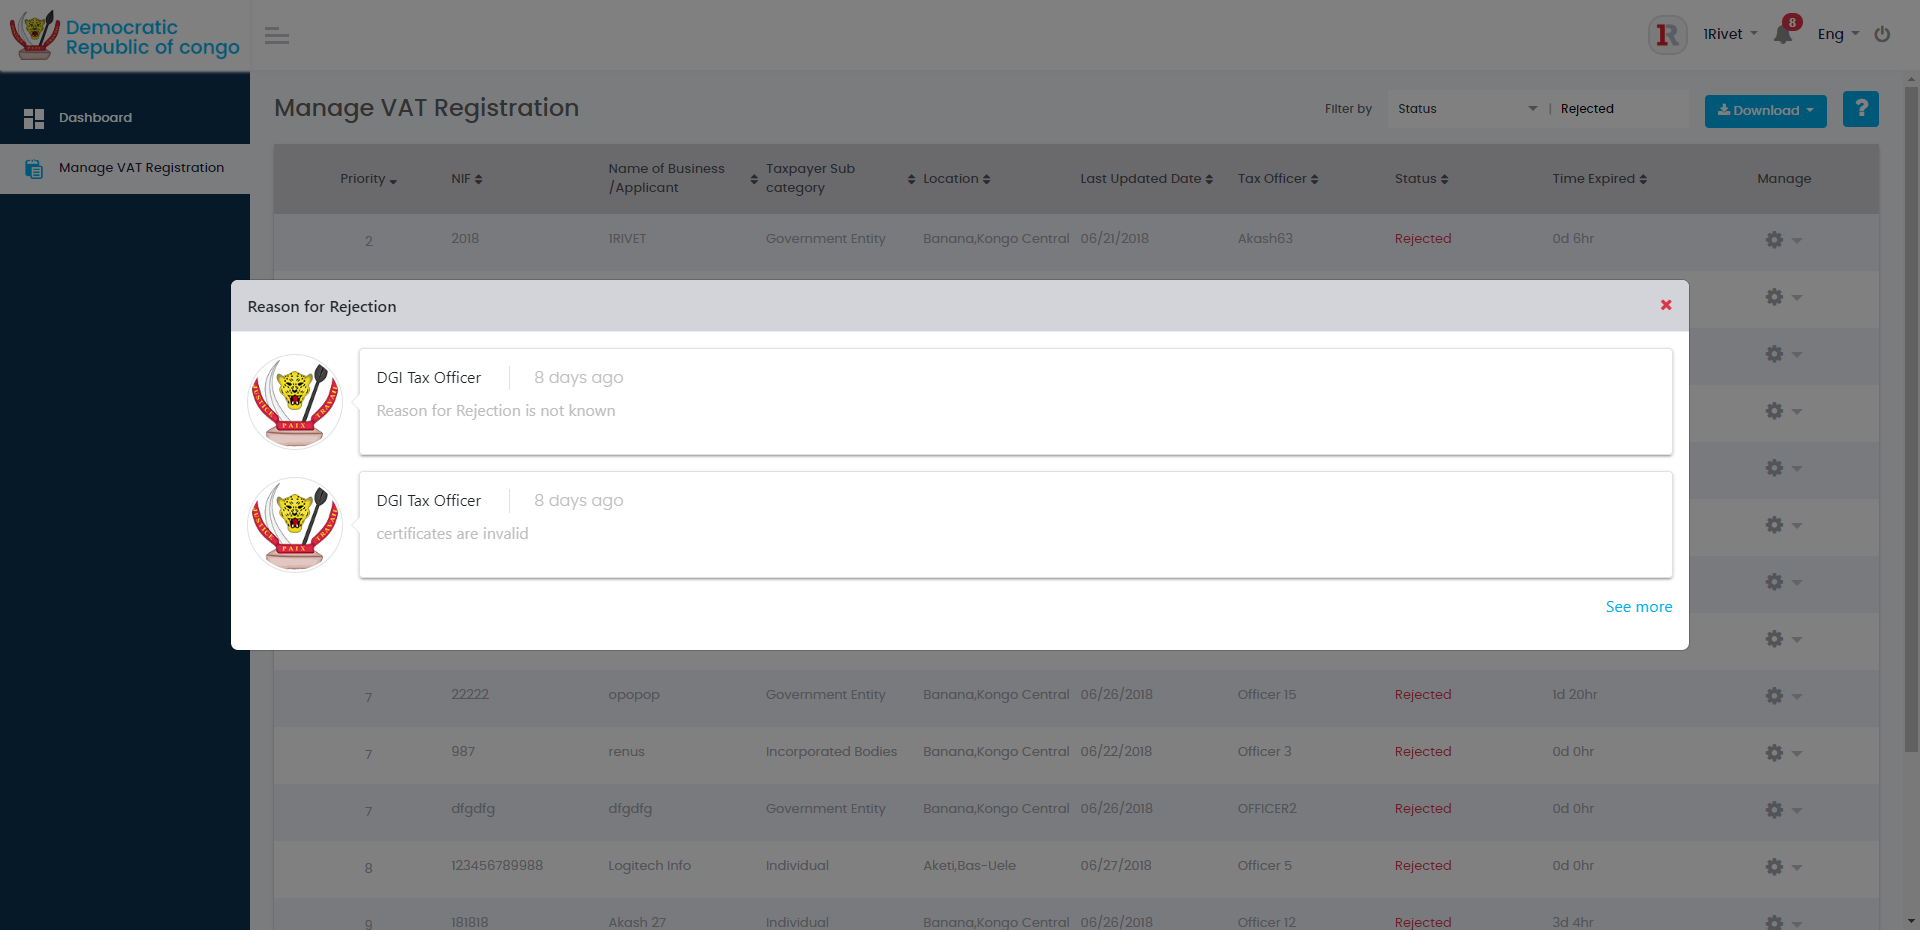 Democratic
Republic of congo
1Rivet
8
Eng
Dashboard
Manage VAT Registration
Manage VAT Registration
Filter by
Status
Rejected
Download
?
Priority NIF Name of Business /Applicant Taxpayer Sub category Location Last Updated Date Tax Officer Status Time Expired Manage
2 2018 1RIVET Government Entity Banana,Kongo Central 06/21/2018 Akash63 Rejected 0d 6hr
Reason for Rejection
DGI Tax Officer 8 days ago
Reason for Rejection is not known
JUSTICE PAIX TRAVAIL
DGI Tax Officer 8 days ago
certificates are invalid
JUSTICE PAIX TRAVAIL
See more
7 22222 opopop Government Entity Banana,Kongo Central 06/26/2018 Officer 15 Rejected 1d 20hr
7 987 renus Incorporated Bodies Banana,Kongo Central 06/22/2018 Officer 3 Rejected 0d 0hr
7 dfgdfg dfgdfg Government Entity Banana,Kongo Central 06/26/2018 OFFICER2 Rejected 0d 0hr
8 123456789988 Logitech Info Individual Aketi,Bas-Uele 06/27/2018 Officer 5 Rejected 0d 0hr
9 181818 Akash 27 Individual Banana,Kongo Central 06/26/2018 Officer 12 Rejected 3d 4hr